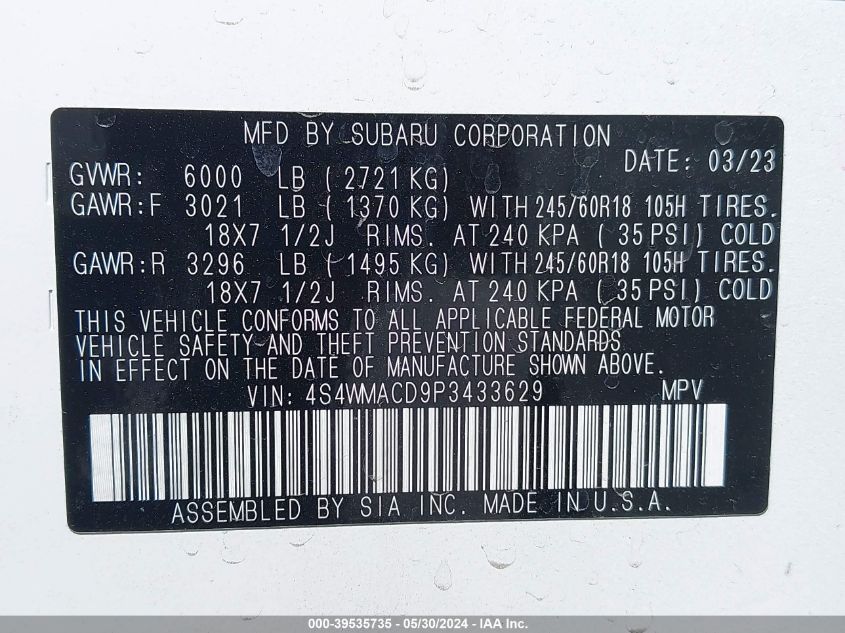 MFD BY SUBARU CORPORATION
DATE: 03/23
GVWR: 6000 LB ( 2721 KG)
GAWR:F 3021 LB ( 1370 KG) WITH 245/60R18 105H TIRES.
18X7 1/2J RIMS. AT 240 KPA ( 35 PSI) COLD
GAWR:R 3296 LB ( 1495 KG) WITH 245/60R18 105H TIRES.
18X7 1/2J RIMS. AT 240 KPA ( 35 PSI) COLD
THIS VEHICLE CONFORMS TO ALL APPLICABLE FEDERAL MOTOR
VEHICLE SAFETY AND THEFT PREVENTION STANDARDS
IN EFFECT ON THE DATE OF MANUFACTURE SHOWN ABOVE.
VIN: 4S4WMACD9P3433629 MPV
ASSEMBLED BY SIA INC. MADE IN U.S.A.
000-39535735 - 05/30/2024 - IAA Inc.